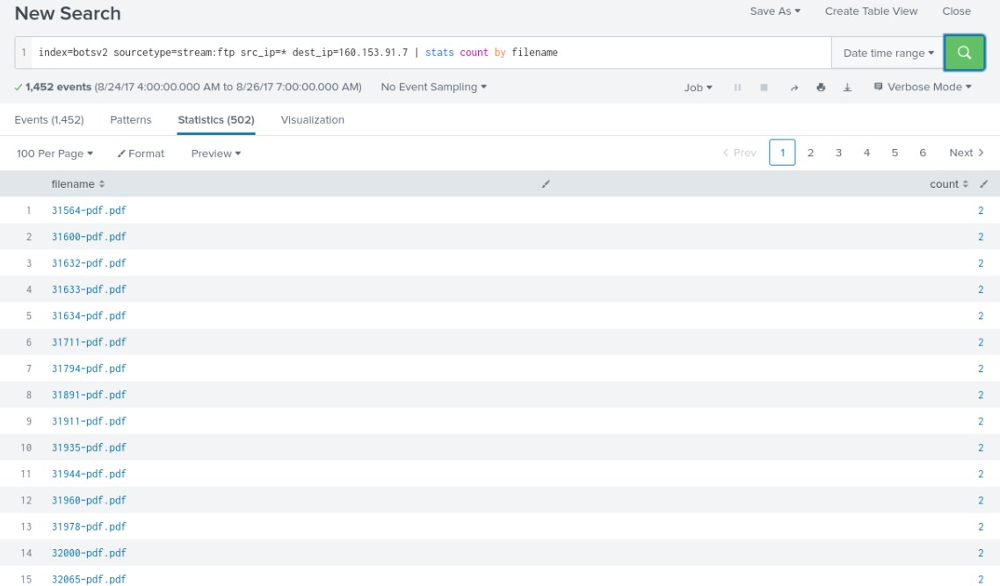 New Search
Save As ▾ Create Table View Close
1 index=botsv2 sourcetype=stream:ftp src_ip=* dest_ip=160.153.91.7 | stats count by filename Date time range ▾
✓ 1,452 events (8/24/17 4:00:00.000 AM to 8/26/17 7:00:00.000 AM) No Event Sampling ▾ Job ▾ Verbose Mode ▾
Events (1,452) Patterns Statistics (502) Visualization
100 Per Page ▾ Format Preview ▾ < Prev 1 2 3 4 5 6 Next >
filename count
1 31564-pdf.pdf 2
2 31600-pdf.pdf 2
3 31632-pdf.pdf 2
4 31633-pdf.pdf 2
5 31634-pdf.pdf 2
6 31711-pdf.pdf 2
7 31794-pdf.pdf 2
8 31891-pdf.pdf 2
9 31911-pdf.pdf 2
10 31935-pdf.pdf 2
11 31944-pdf.pdf 2
12 31960-pdf.pdf 2
13 31978-pdf.pdf 2
14 32000-pdf.pdf 2
15 32065-pdf.pdf 2